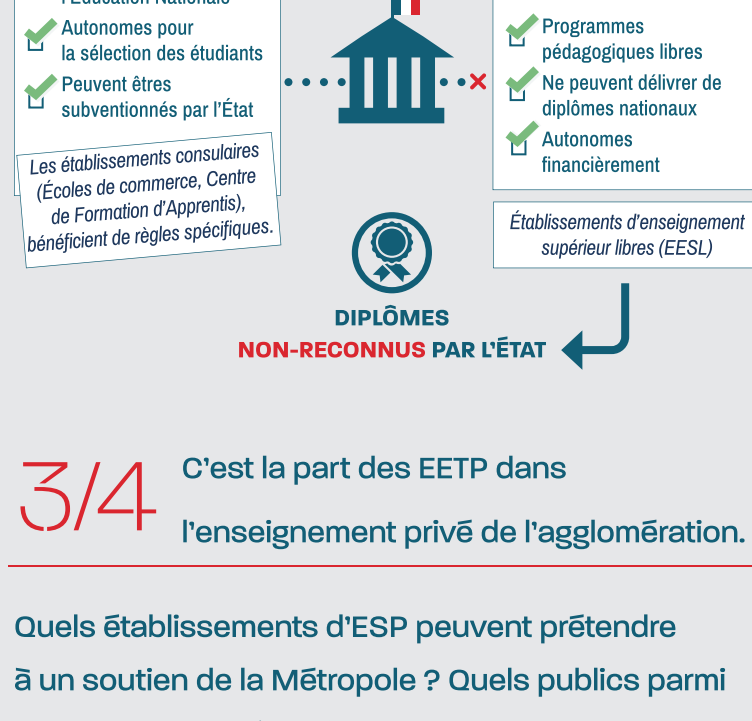 l'Éducation Nationale
Autonomes pour
la sélection des étudiants
Peuvent êtres
subventionnés par l'État
Les établissements consulaires
(Écoles de commerce, Centre
de Formation d'Apprentis),
bénéficient de règles spécifiques.
Programmes
pédagogiques libres
Ne peuvent délivrer de
diplômes nationaux
Autonomes
financièrement
Établissements d'enseignement
supérieur libres (EESL)
DIPLÔMES
NON-RECONNUS PAR L'ÉTAT
3/4
C'est la part des EETP dans
l'enseignement privé de l'agglomération.
Quels établissements d'ESP peuvent prétendre
à un soutien de la Métropole ? Quels publics parmi